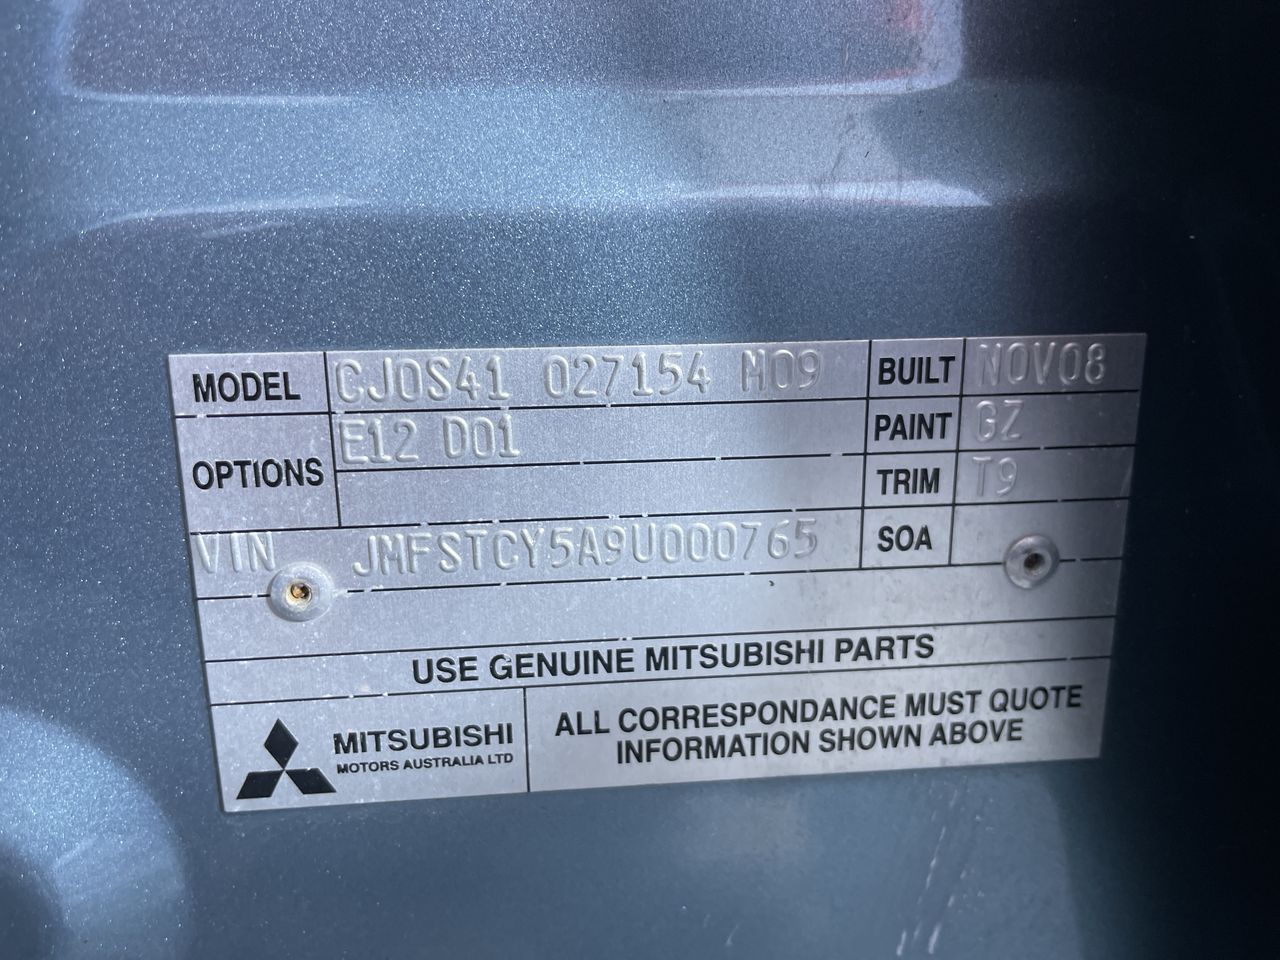 MODEL CJ0S41 027154 M09 BUILT NOV08
OPTIONS E12 D01 PAINT GZ
TRIM T9
VIN JMFSTCY5A9U000765 SOA
USE GENUINE MITSUBISHI PARTS
MITSUBISHI
MOTORS AUSTRALIA LTD
ALL CORRESPONDANCE MUST QUOTE
INFORMATION SHOWN ABOVE